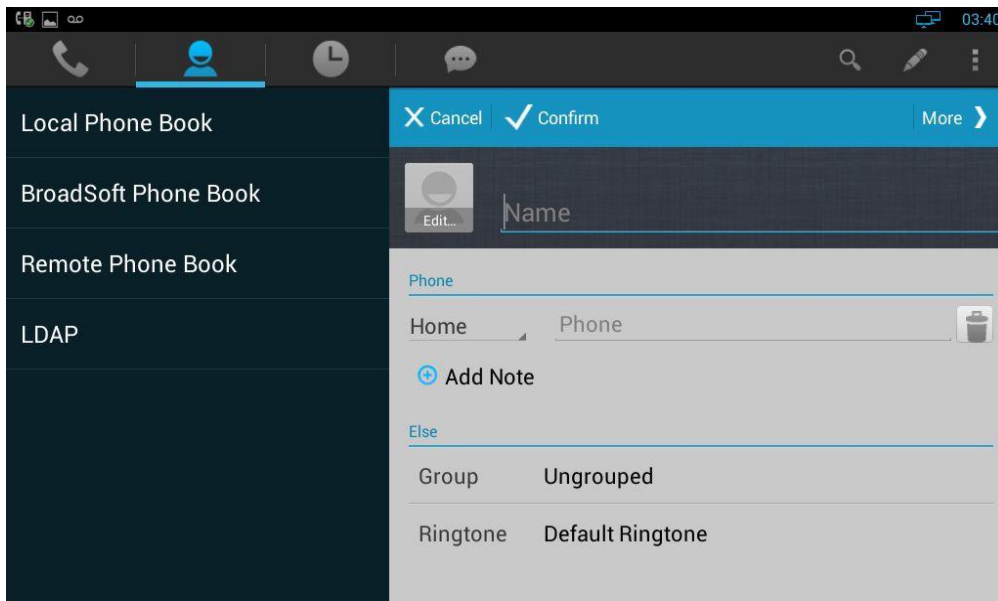 03:40
Local Phone Book
BroadSoft Phone Book
Remote Phone Book
LDAP
Cancel Confirm More
Edit...
Name
Phone
Home Phone
Add Note
Else
Group Ungrouped
Ringtone Default Ringtone